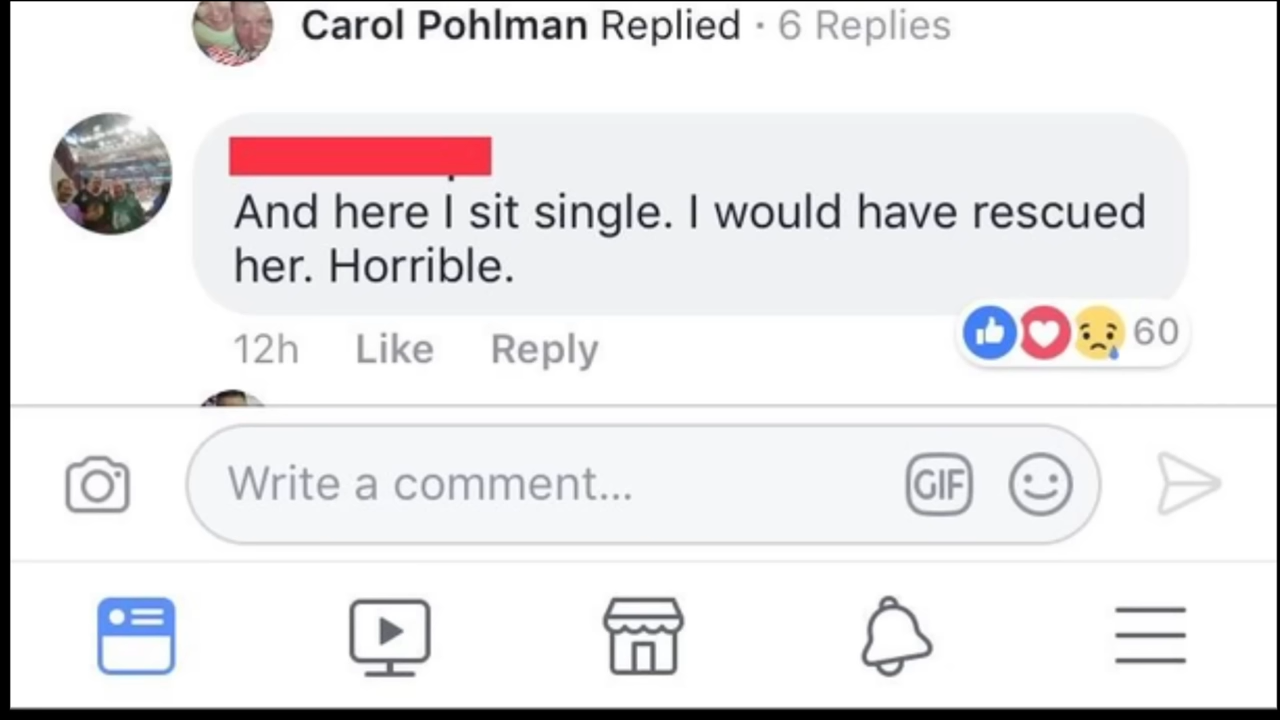 Carol Pohlman Replied · 6 Replies
And here I sit single. I would have rescued
her. Horrible.
12h Like Reply 60
Write a comment... GIF